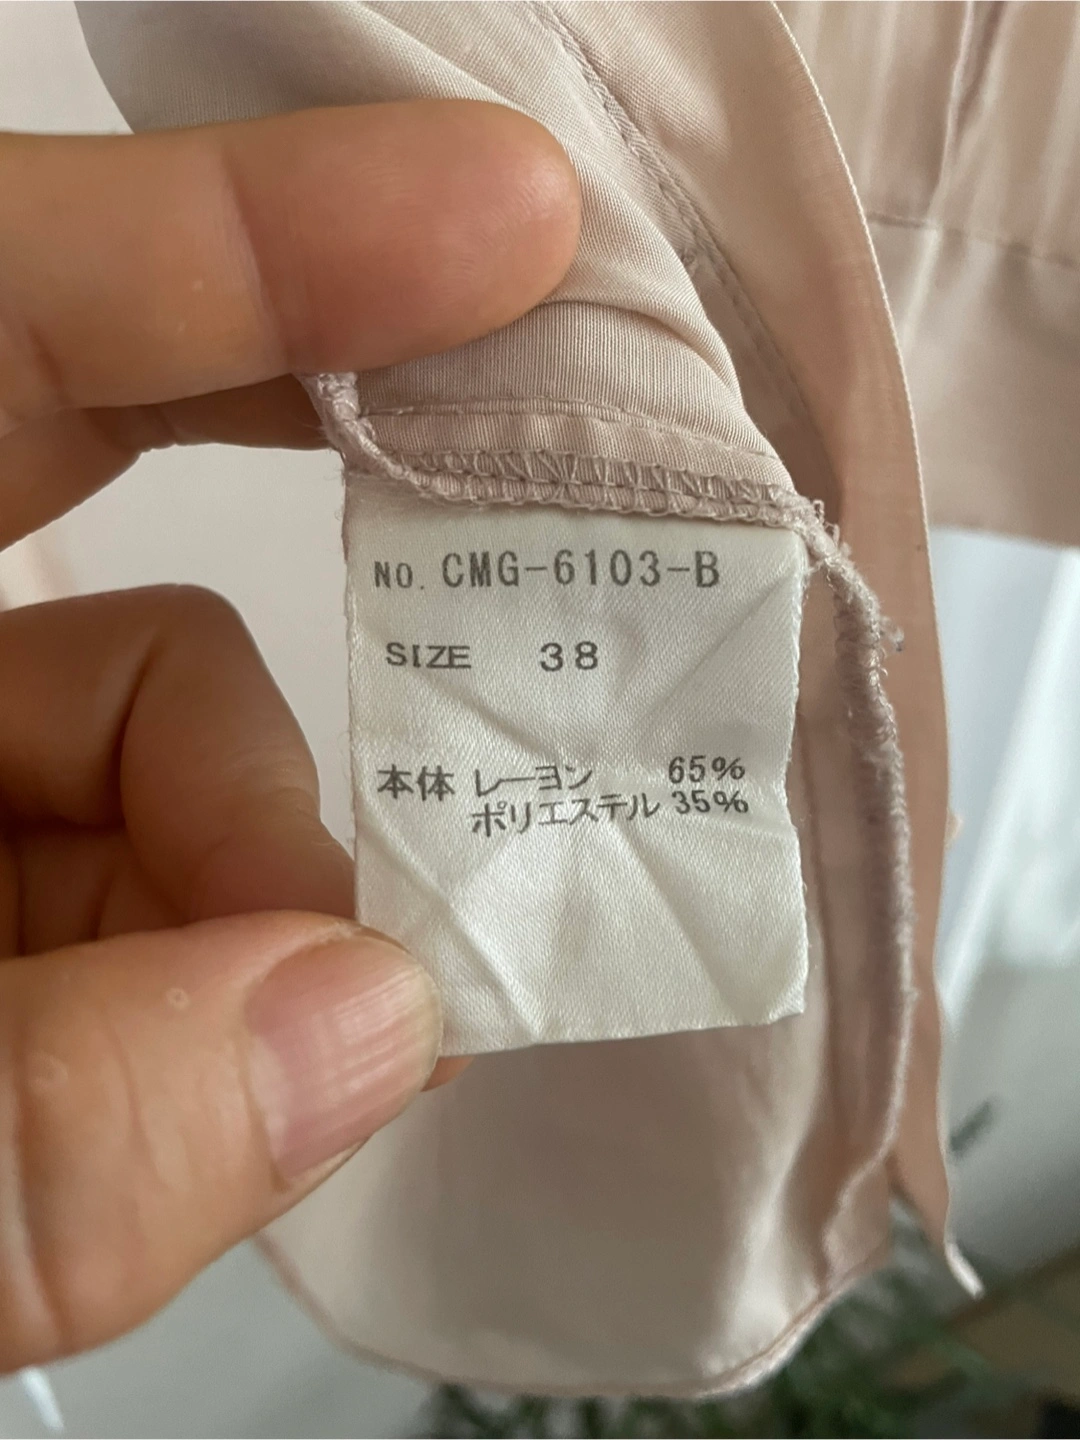 NO. CMG-6103-B
SIZE 38
本体 レーヨン 65%
ポリエステル 35%